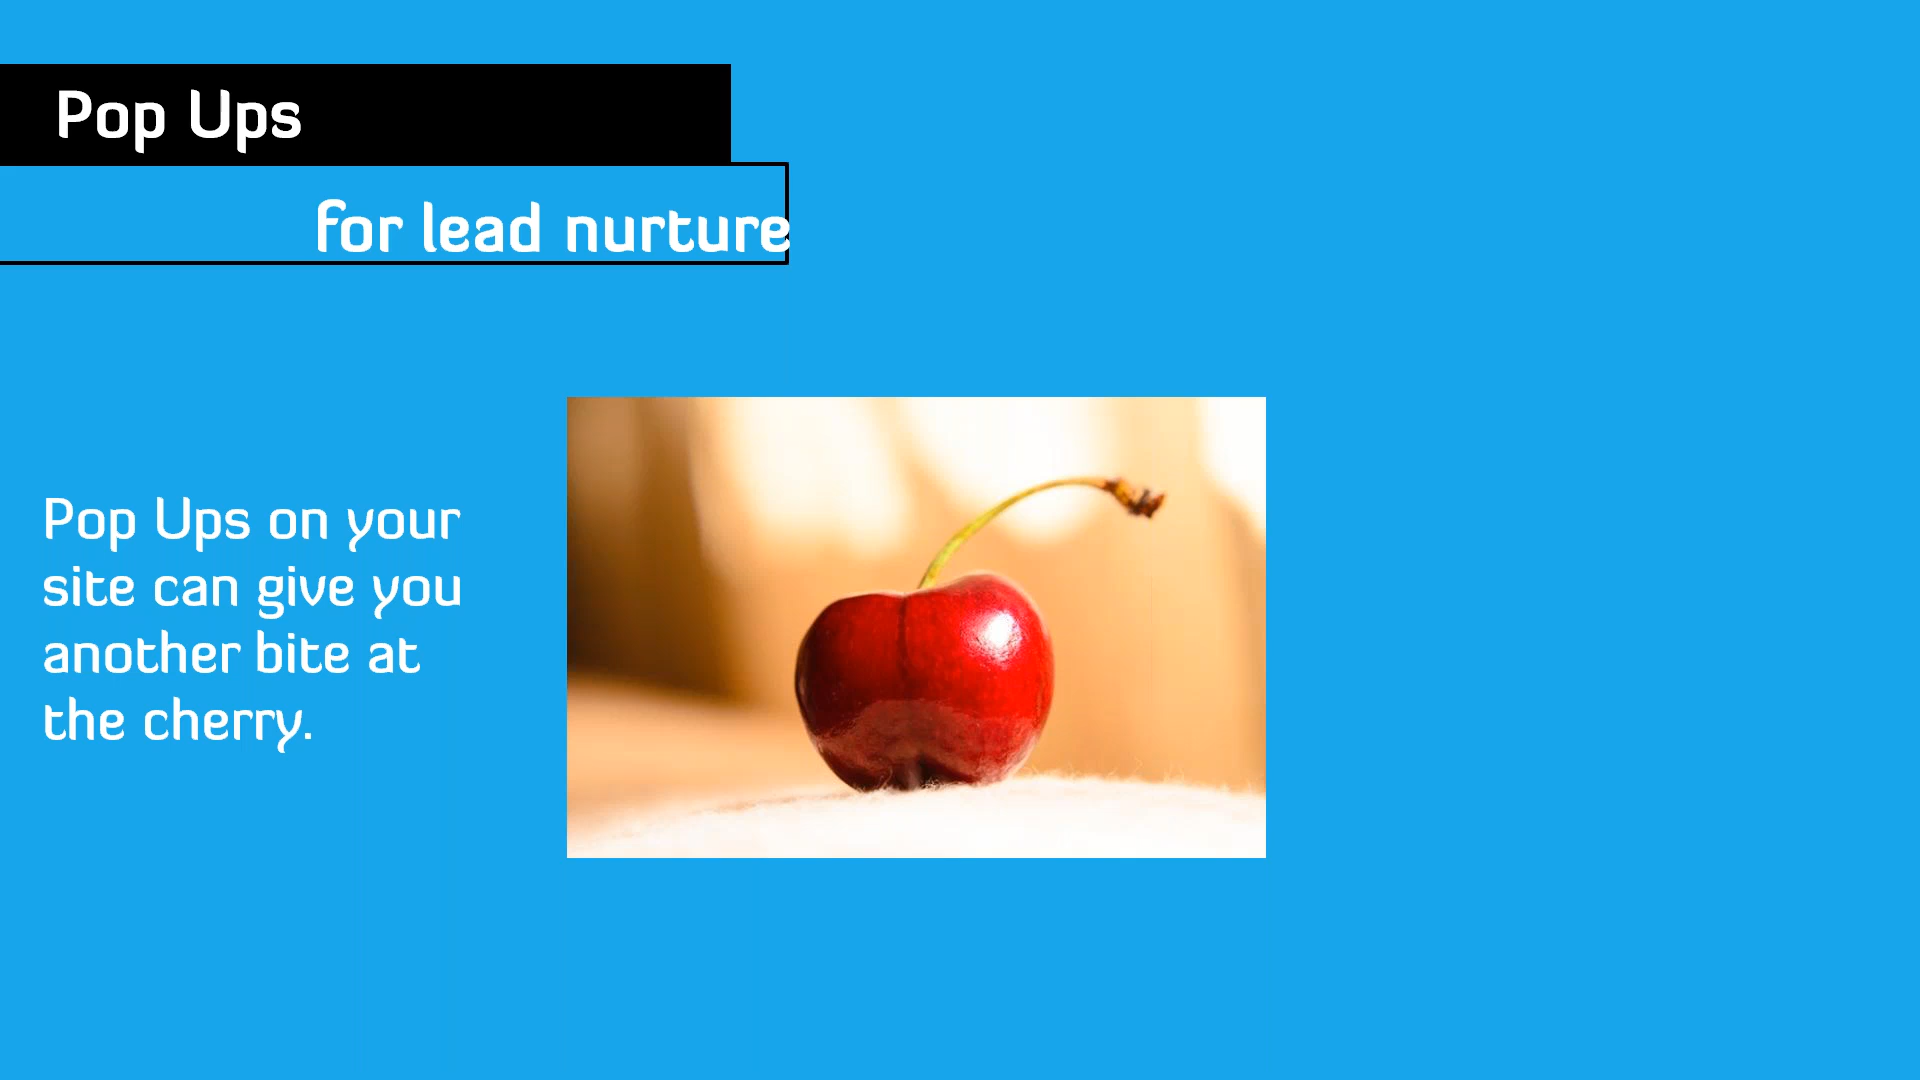 Pop Ups
for lead nurture
Pop Ups on your
site can give you
another bite at
the cherry.